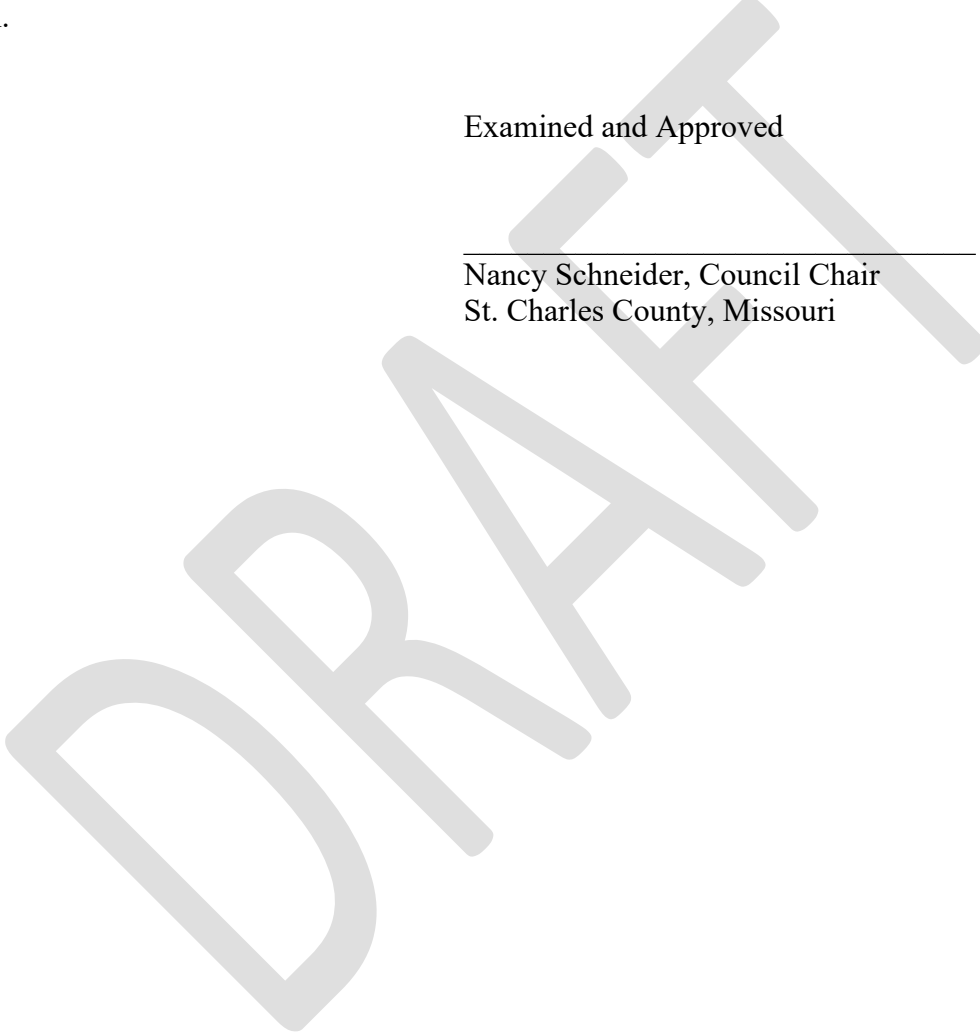 Examined and Approved
Nancy Schneider, Council Chair
St. Charles County, Missouri
DRAFT